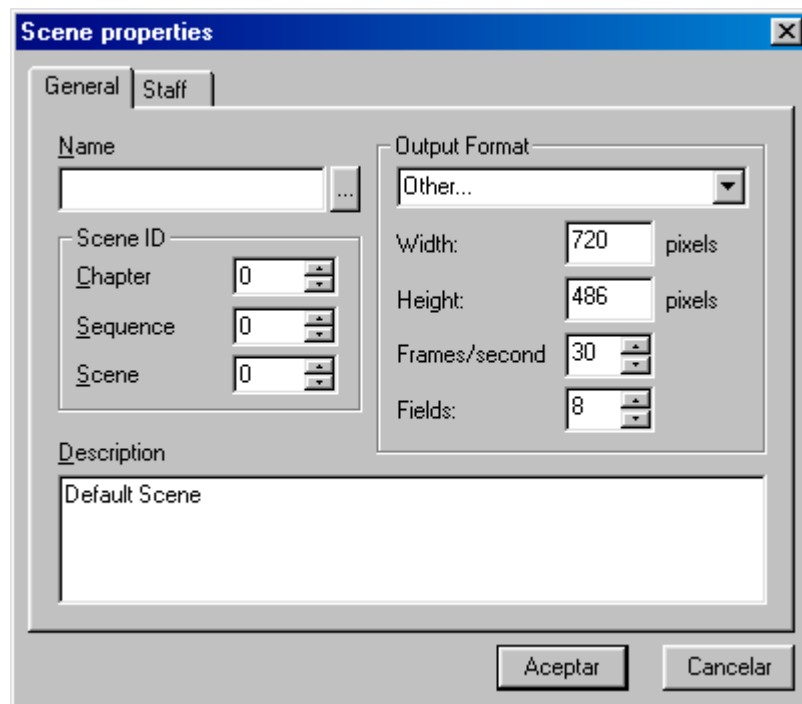 Scene properties
General Staff
Name
...
Scene ID
Chapter 0
Sequence 0
Scene 0
Output Format
Other...
Width: 720 pixels
Height: 486 pixels
Frames/second 30
Fields: 8
Description
Default Scene
Aceptar Cancelar